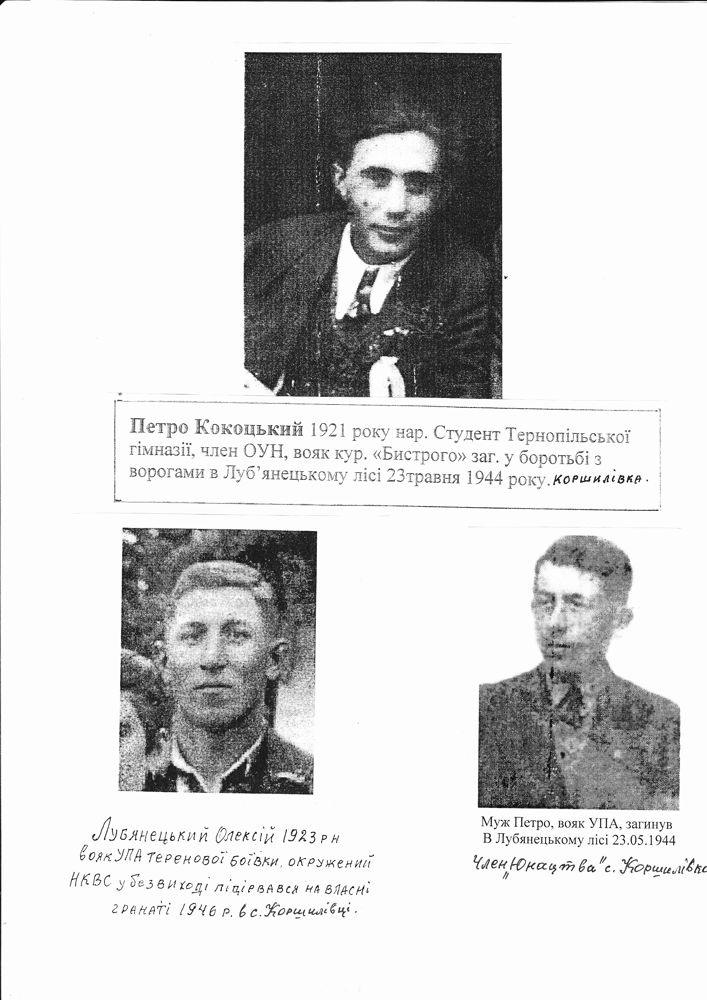 Петро Кокоцький 1921 року нар. Студент Тернопільської
гімназії, член ОУН, вояк кур. «Бистрого» заг. у боротьбі з
ворогами в Луб’янецькому лісі 23травня 1944 року. КОРШИЛІВКА.
Лубянецький Олексій 1923 р н
вояк УПА теренової боївки, окружений
НКВС у безвиході підірвався на власні
гранаті 1946 р. в с. Коршилівці.
Муж Петро, вояк УПА, загинув
В Лубянецькому лісі 23.05.1944
Член „Юнацтва" с. Коршилівка